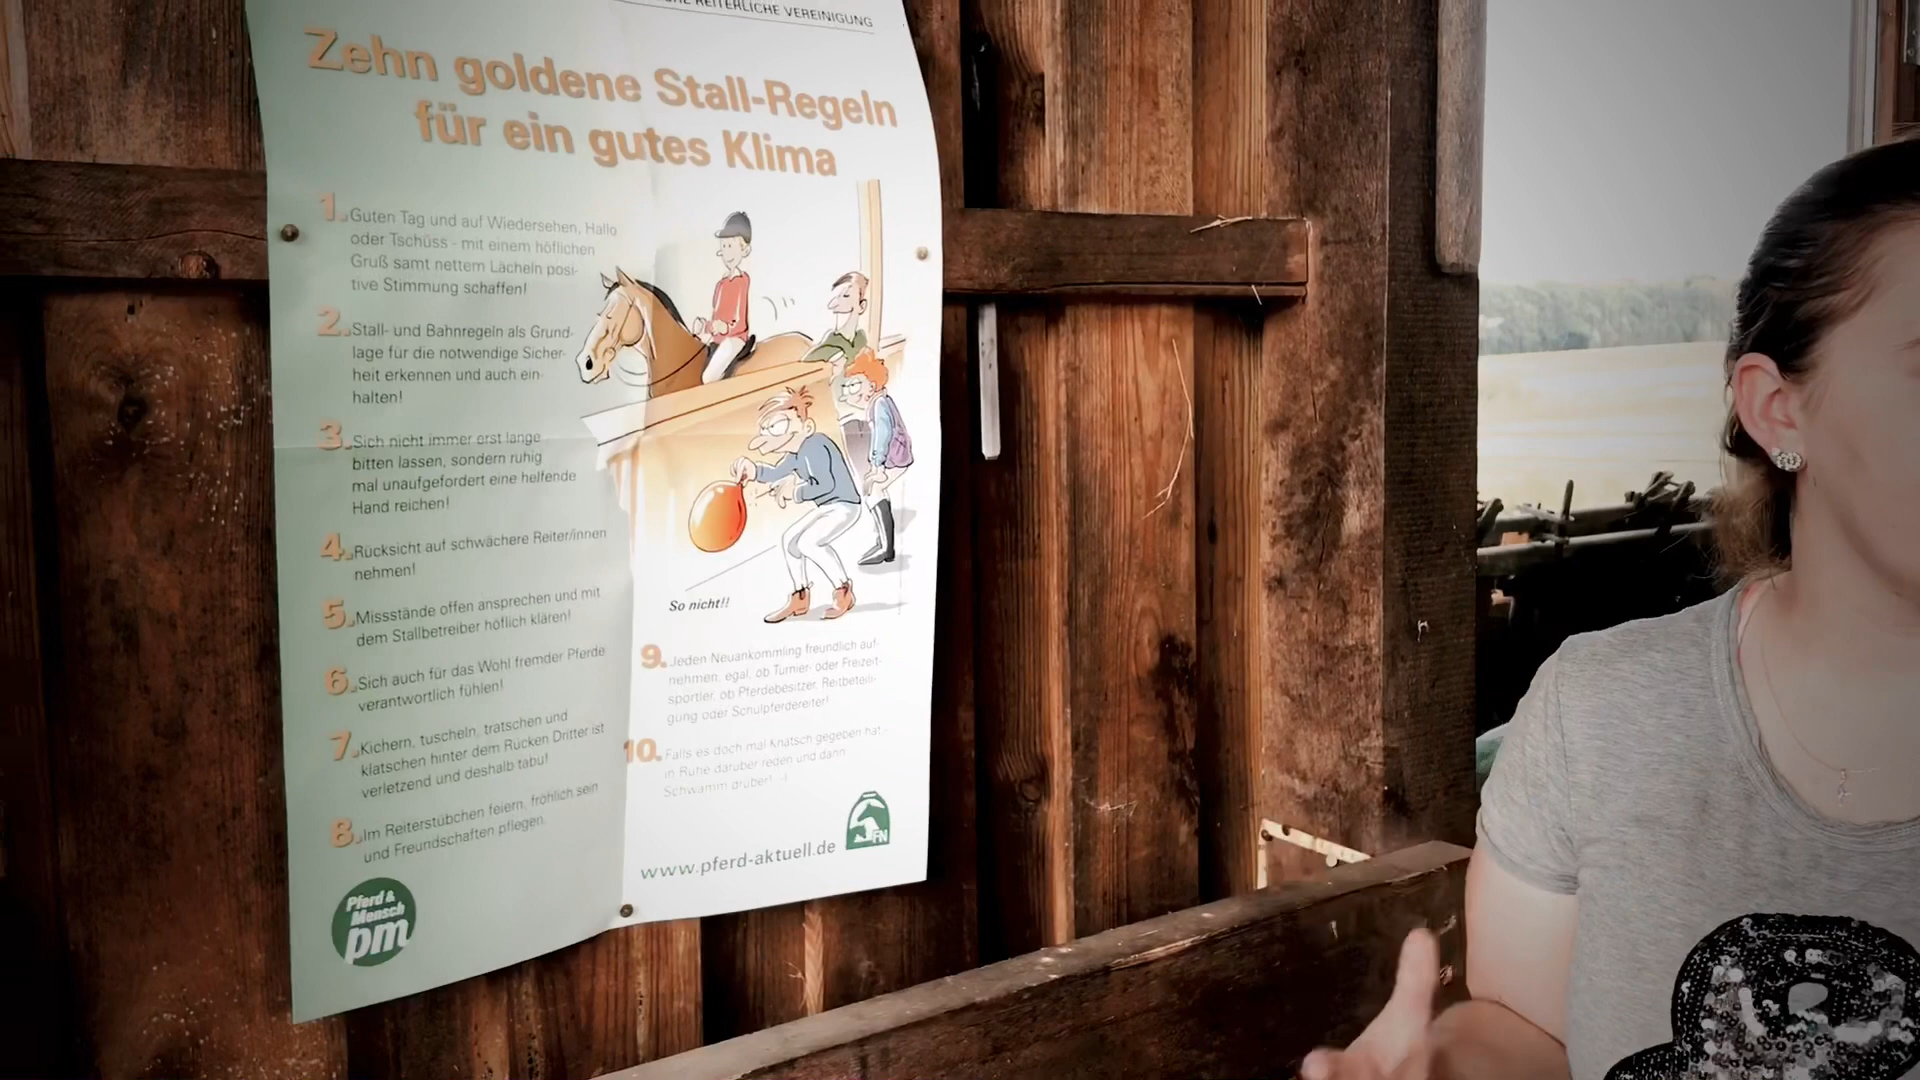 REITERLICHE VEREINIGUNG
Zehn goldene Stall-Regeln
für ein gutes Klima
1. Guten Tag und auf Wiedersehen, Hallo
oder Tschüss - mit einem höflichen
Gruß samt nettem Lächeln posi-
tive Stimmung schaffen!
2. Stall- und Bahnregeln als Grund-
lage für die notwendige Sicher-
heit erkennen und auch ein-
halten!
3. Sich nicht immer erst lange
bitten lassen, sondern ruhig
mal unaufgefordert eine helfende
Hand reichen!
4. Rücksicht auf schwächere Reiter/innen
nehmen!
5. Missstände offen ansprechen und mit
dem Stallbetreiber höflich klären!
6. Sich auch für das Wohl fremder Pferde
verantwortlich fühlen!
7. Kichern, tuscheln, tratschen und
klatschen hinter dem Rücken Dritter ist
verletzend und deshalb tabu!
8. Im Reiterstübchen feiern, fröhlich sein
und Freundschaften pflegen.
So nicht!!
9. Jeden Neuankömmling freundlich auf-
nehmen, egal, ob Turnier- oder Freizeit-
sportler, ob Pferdebesitzer, Reitbeteili-
gung oder Schulpferdereiter!
10. Falls es doch mal Knatsch gegeben hat -
in Ruhe darüber reden und dann
Schwamm drüber! :-)
www.pferd-aktuell.de
FN
Pferd &
Mensch
pm